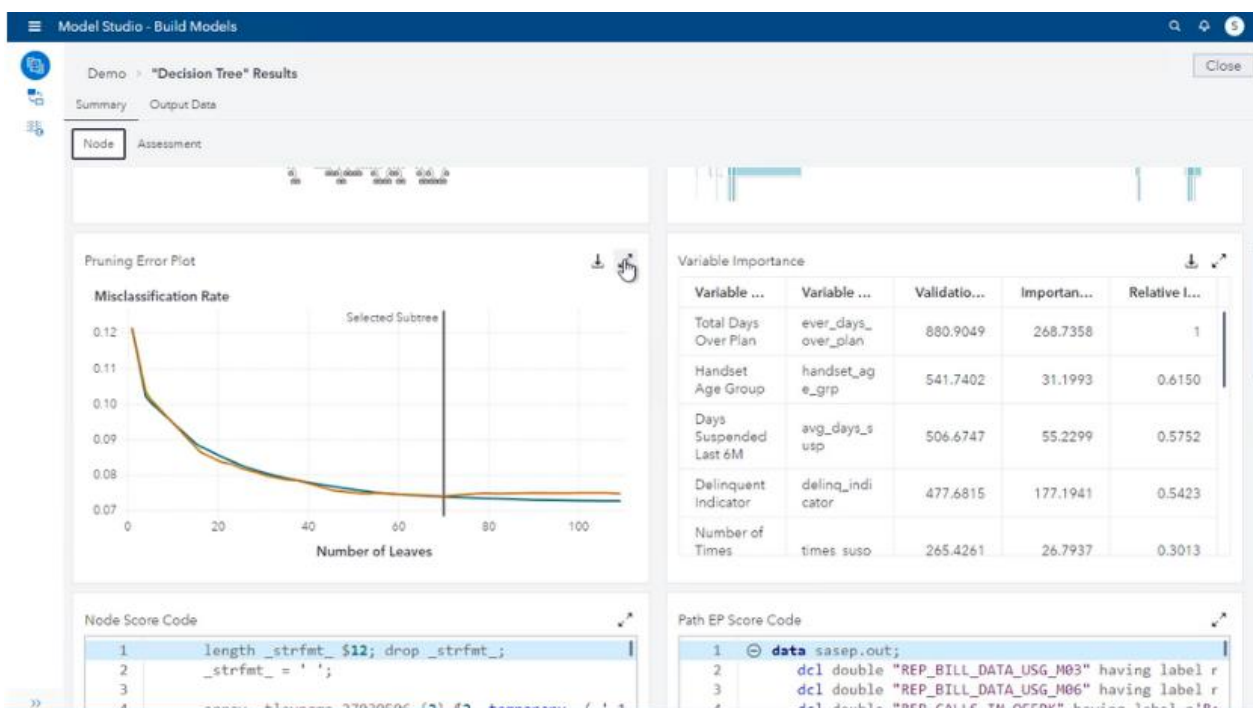 Model Studio - Build Models
S
Demo > "Decision Tree" Results
Close
Summary Output Data
Node Assessment
Pruning Error Plot
Misclassification Rate
Selected Subtree
0.12
0.11
0.10
0.09
0.08
0.07
0 20 40 60 80 100
Number of Leaves
Variable Importance
Variable ... Variable ... Validatio... Importan... Relative I...
Total Days ever_days_
Over Plan over_plan 880.9049 268.7358 1
Handset handset_ag
Age Group e_grp 541.7402 31.1993 0.6150
Days
Suspended avg_days_s
Last 6M usp 506.6747 55.2299 0.5752
Delinquent delinq_indi
Indicator cator 477.6815 177.1941 0.5423
Number of
Times times_susp 265.4261 26.7937 0.3013
Node Score Code
1 length _strfmt_ $12; drop _strfmt_;
2 _strfmt_ = ' ';
3
Path EP Score Code
1 data sasep.out;
2 dcl double "REP_BILL_DATA_USG_M03" having label r
3 dcl double "REP_BILL_DATA_USG_M06" having label r